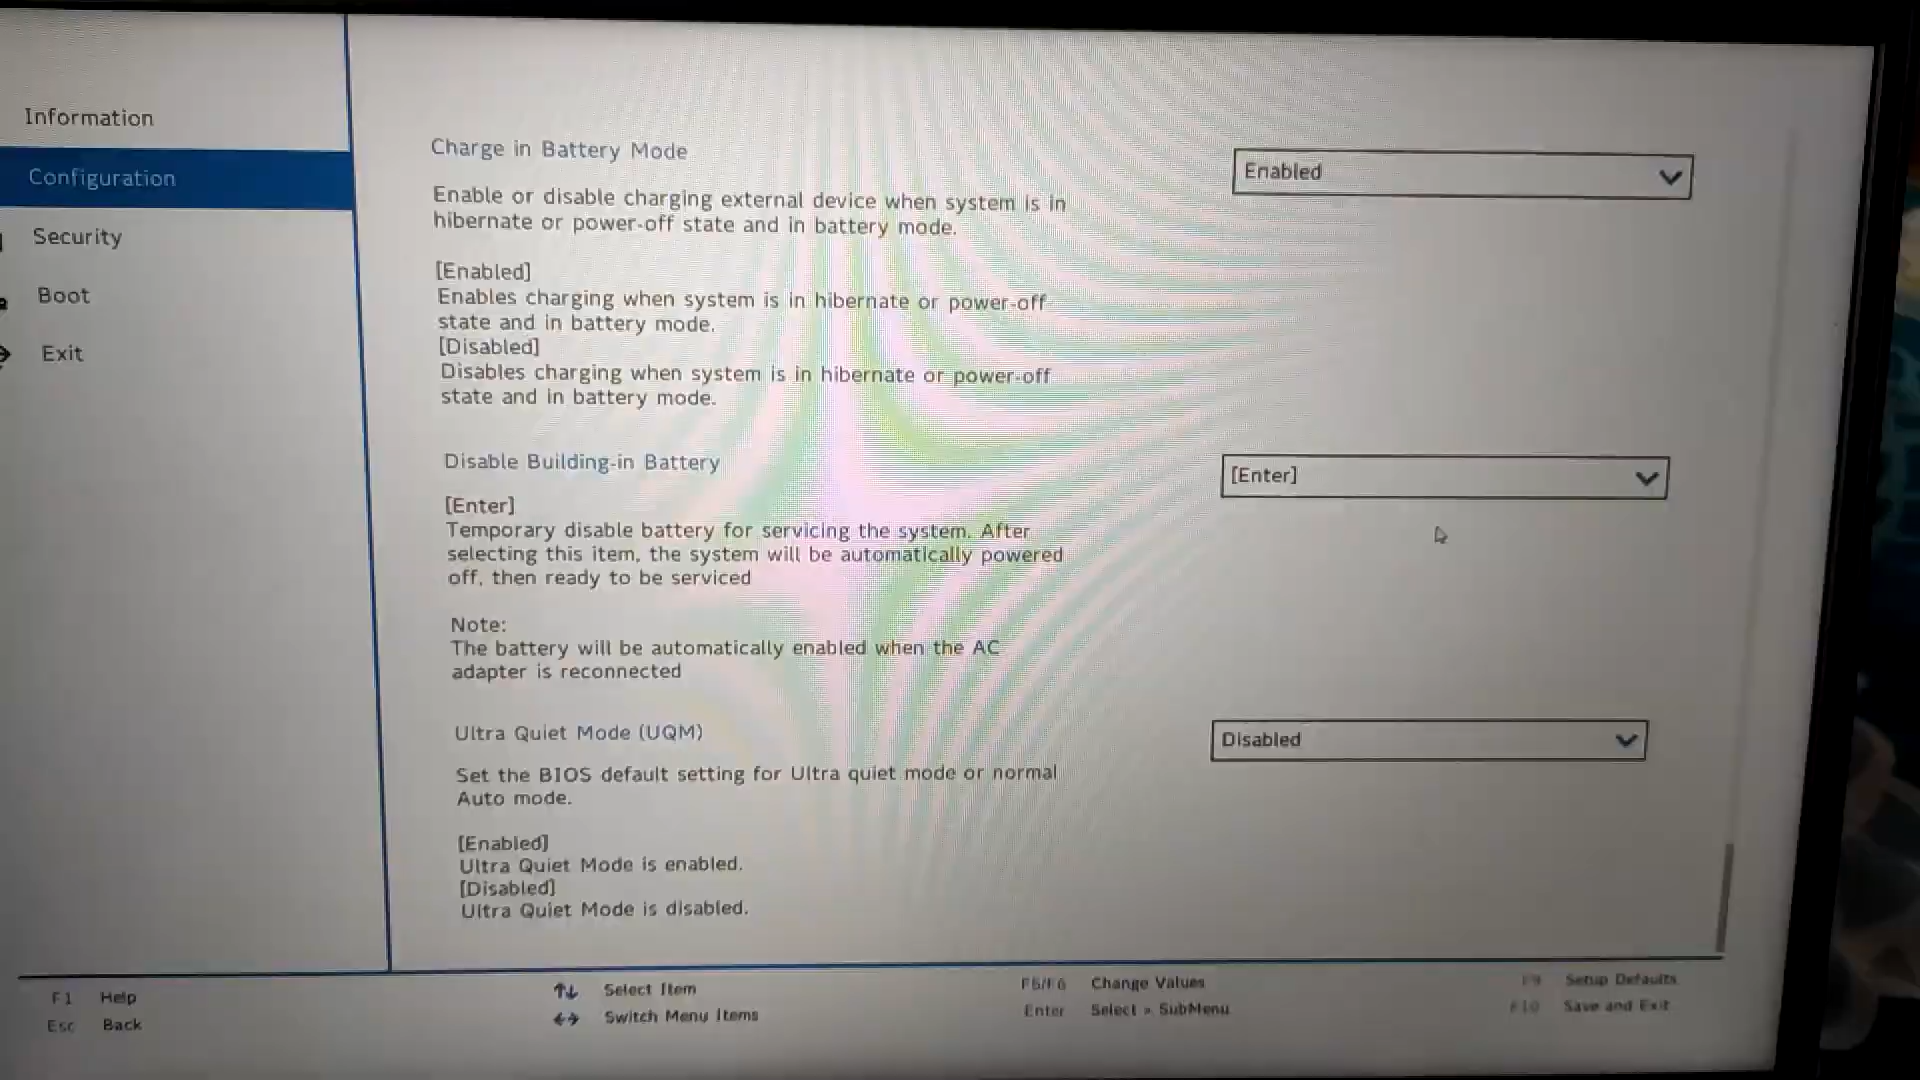 Information
Configuration
Security
Boot
Exit
Charge in Battery Mode
Enabled
Enable or disable charging external device when system is in
hibernate or power-off state and in battery mode.
[Enabled]
Enables charging when system is in hibernate or power-off
state and in battery mode.
[Disabled]
Disables charging when system is in hibernate or power-off
state and in battery mode.
Disable Building-in Battery
[Enter]
[Enter]
Temporary disable battery for servicing the system. After
selecting this item, the system will be automatically powered
off, then ready to be serviced
Note:
The battery will be automatically enabled when the AC
adapter is reconnected
Ultra Quiet Mode (UQM)
Disabled
Set the BIOS default setting for Ultra quiet mode or normal
Auto mode.
[Enabled]
Ultra Quiet Mode is enabled.
[Disabled]
Ultra Quiet Mode is disabled.
F1 Help
Esc Back
↑↓ Select Item
↔ Switch Menu Items
F5/F6 Change Values
Enter Select » SubMenu
F9 Setup Defaults
F10 Save and Exit